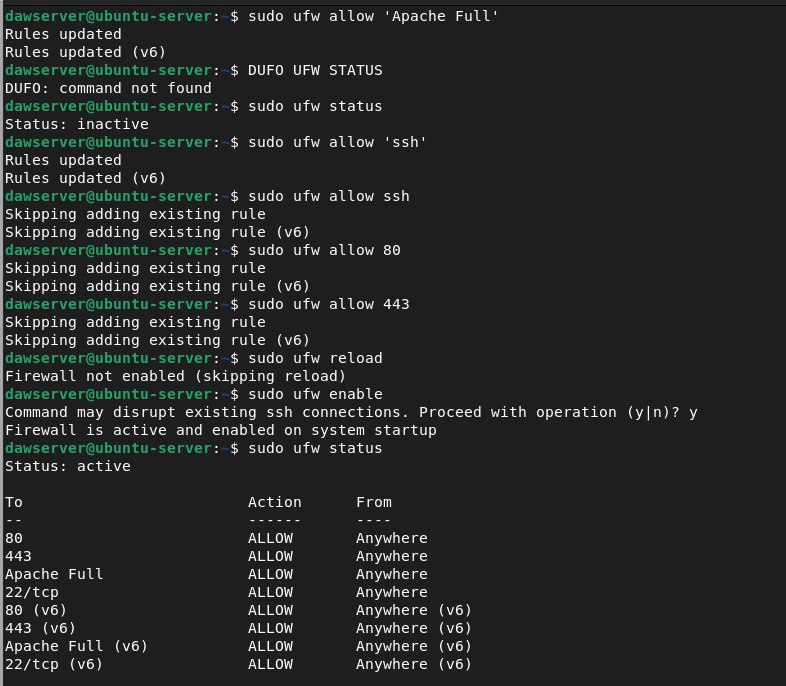 dawserver@ubuntu-server:~$ sudo ufw allow 'Apache Full'
Rules updated
Rules updated (v6)
dawserver@ubuntu-server:~$ DUFO UFW STATUS
DUFO: command not found
dawserver@ubuntu-server:~$ sudo ufw status
Status: inactive
dawserver@ubuntu-server:~$ sudo ufw allow 'ssh'
Rules updated
Rules updated (v6)
dawserver@ubuntu-server:~$ sudo ufw allow ssh
Skipping adding existing rule
Skipping adding existing rule (v6)
dawserver@ubuntu-server:~$ sudo ufw allow 80
Skipping adding existing rule
Skipping adding existing rule (v6)
dawserver@ubuntu-server:~$ sudo ufw allow 443
Skipping adding existing rule
Skipping adding existing rule (v6)
dawserver@ubuntu-server:~$ sudo ufw reload
Firewall not enabled (skipping reload)
dawserver@ubuntu-server:~$ sudo ufw enable
Command may disrupt existing ssh connections. Proceed with operation (y|n)? y
Firewall is active and enabled on system startup
dawserver@ubuntu-server:~$ sudo ufw status
Status: active

To                         Action      From
--                         ------      ----
80                         ALLOW       Anywhere
443                        ALLOW       Anywhere
Apache Full                ALLOW       Anywhere
22/tcp                     ALLOW       Anywhere
80 (v6)                    ALLOW       Anywhere (v6)
443 (v6)                   ALLOW       Anywhere (v6)
Apache Full (v6)           ALLOW       Anywhere (v6)
22/tcp (v6)                ALLOW       Anywhere (v6)